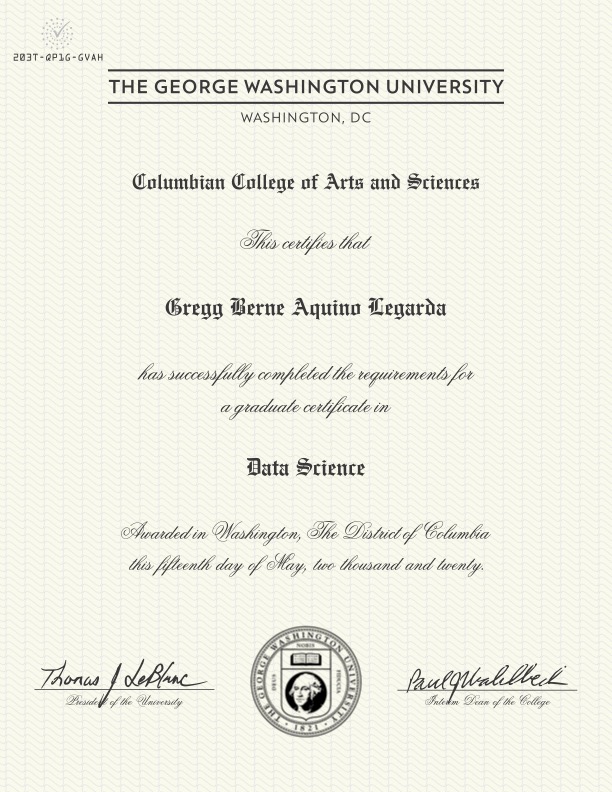 203T-QP1G-GVAH
THE GEORGE WASHINGTON UNIVERSITY
WASHINGTON, DC
Columbian College of Arts and Sciences
This certifies that
Gregg Berne Aquino Legarda
has successfully completed the requirements for
a graduate certificate in
Data Science
Awarded in Washington, The District of Columbia
this fifteenth day of May, two thousand and twenty.
Thomas J LeBlanc
President of the University
THE GEORGE WASHINGTON UNIVERSITY
NOBIS
DEUS
FIDUCIA
1821
Paul J Wahlbeck
Interim Dean of the College